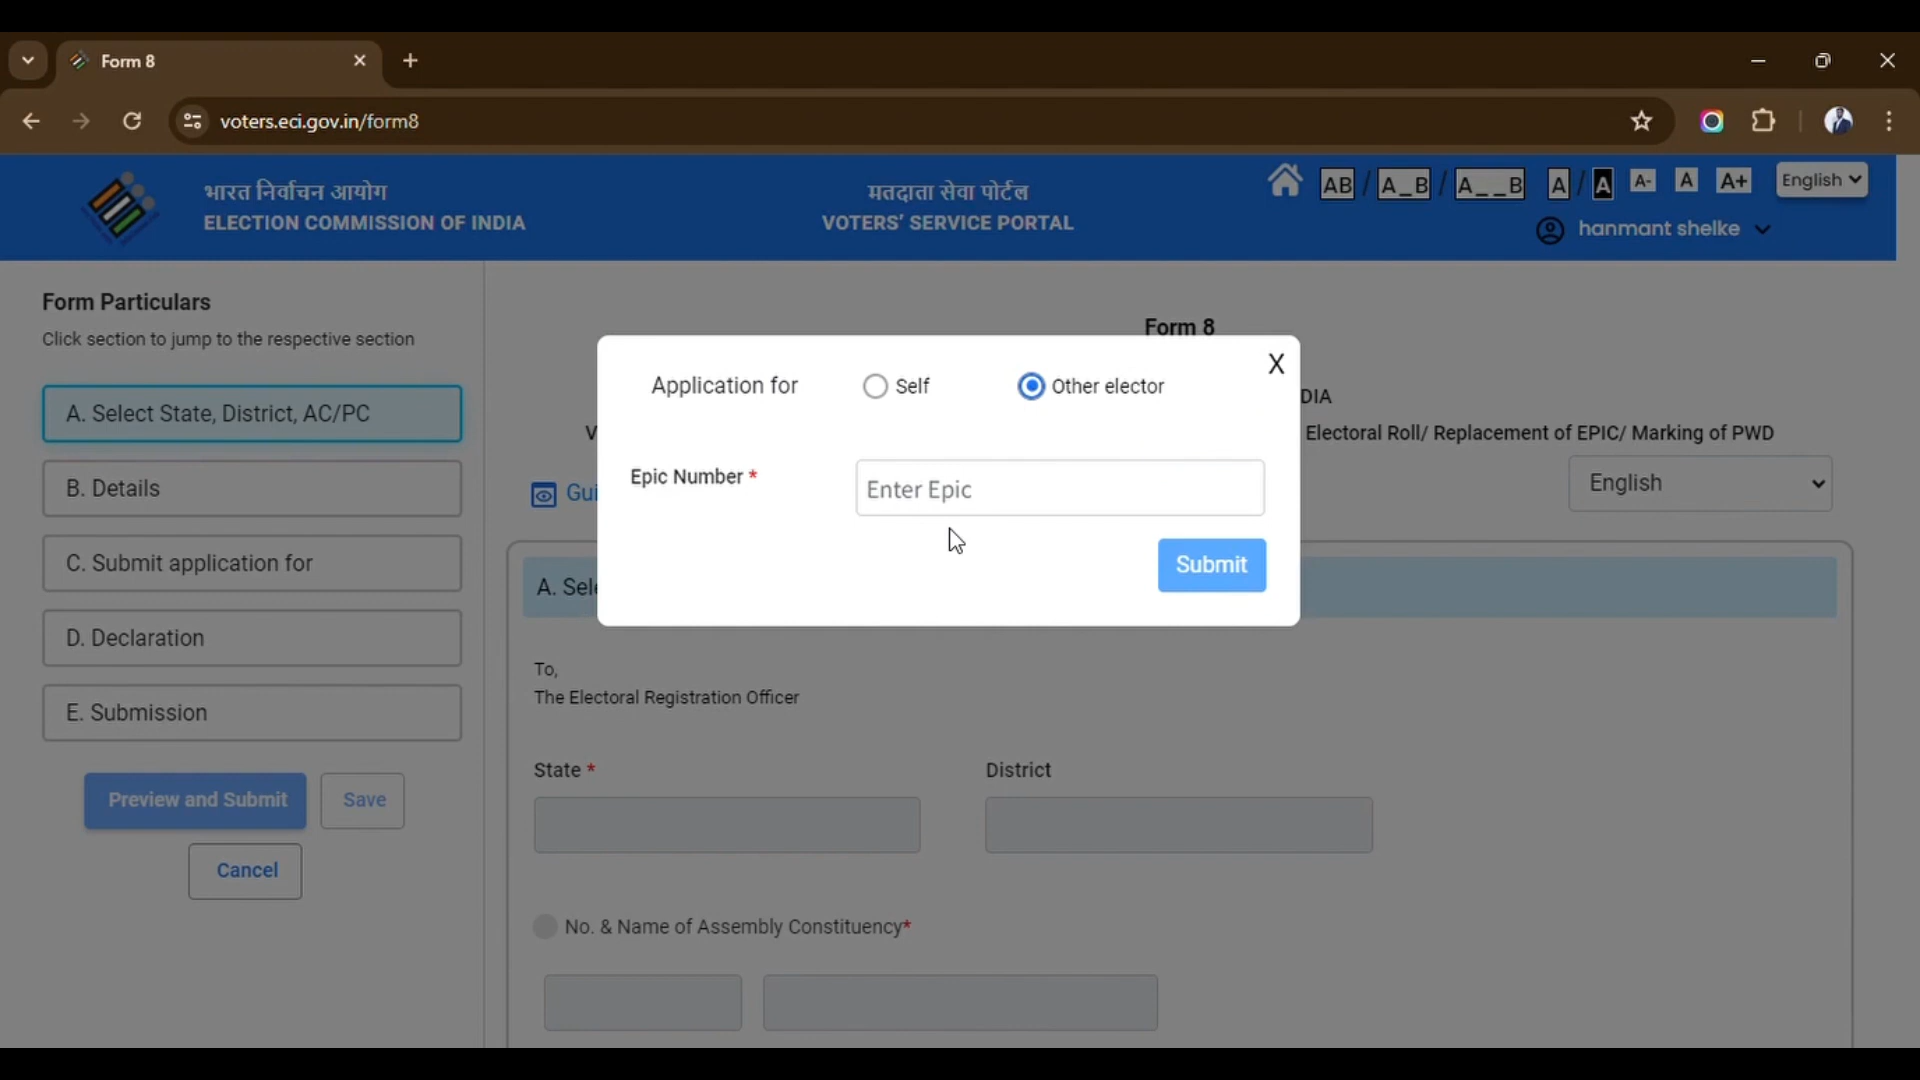 Form 8
voters.eci.gov.in/form8
भारत निर्वाचन आयोग
ELECTION COMMISSION OF INDIA
मतदाता सेवा पोर्टल
VOTERS' SERVICE PORTAL
AB / A_B / A__B A / A A- A A+ English
hanmant shelke
Form Particulars
Click section to jump to the respective section
A. Select State, District, AC/PC
B. Details
C. Submit application for
D. Declaration
E. Submission
Preview and Submit
Save
Cancel
Form 8
DIA
V
Electoral Roll/ Replacement of EPIC/ Marking of PWD
Gui
English
X
Application for
Self
Other elector
Epic Number *
Enter Epic
Submit
A. Sele
To,
The Electoral Registration Officer
State *
District
No. & Name of Assembly Constituency*